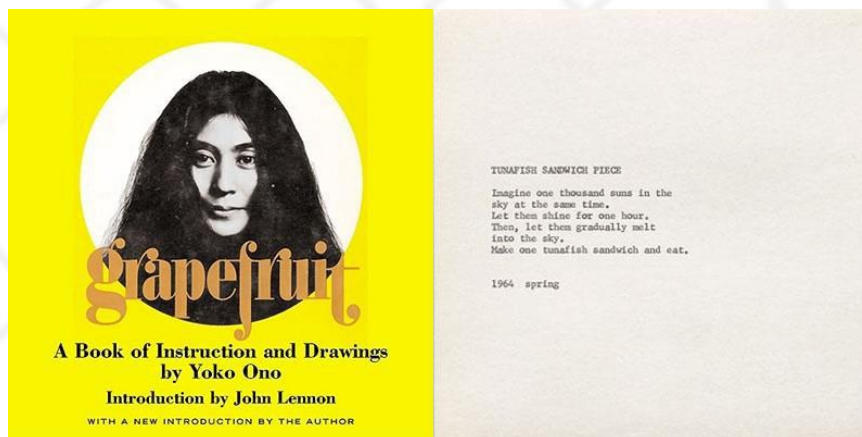 grapefruit
A Book of Instruction and Drawings
by Yoko Ono
Introduction by John Lennon
WITH A NEW INTRODUCTION BY THE AUTHOR
TUNAFISH SANDWICH PIECE
Imagine one thousand suns in the
sky at the same time.
Let them shine for one hour.
Then, let them gradually melt
into the sky.
Make one tunafish sandwich and eat.
1964 spring